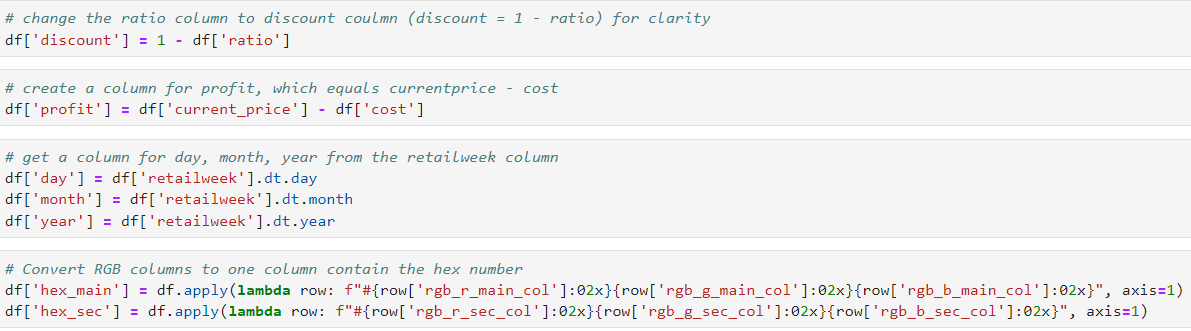 # change the ratio column to discount coulmn (discount = 1 - ratio) for clarity
df['discount'] = 1 - df['ratio']
# create a column for profit, which equals currentprice - cost
df['profit'] = df['current_price'] - df['cost']
# get a column for day, month, year from the retailweek column
df['day'] = df['retailweek'].dt.day
df['month'] = df['retailweek'].dt.month
df['year'] = df['retailweek'].dt.year
# Convert RGB columns to one column contain the hex number
df['hex_main'] = df.apply(lambda row: f"#{row['rgb_r_main_col']:02x}{row['rgb_g_main_col']:02x}{row['rgb_b_main_col']:02x}", axis=1)
df['hex_sec'] = df.apply(lambda row: f"#{row['rgb_r_sec_col']:02x}{row['rgb_g_sec_col']:02x}{row['rgb_b_sec_col']:02x}", axis=1)